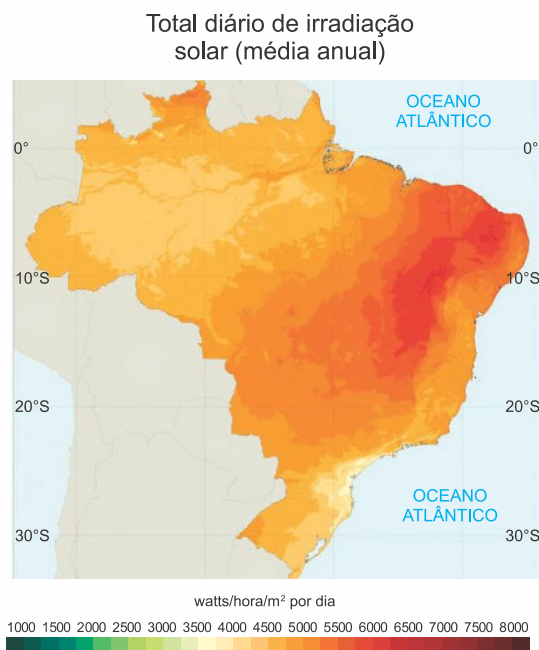 Total diário de irradiação
solar (média anual)
OCEANO
ATLÂNTICO
0°
0°
10°S
10°S
20°S
20°S
OCEANO
ATLÂNTICO
30°S
30°S
watts/hora/m² por dia
1000 1500 2000 2500 3000 3500 4000 4500 5000 5500 6000 6500 7000 7500 8000